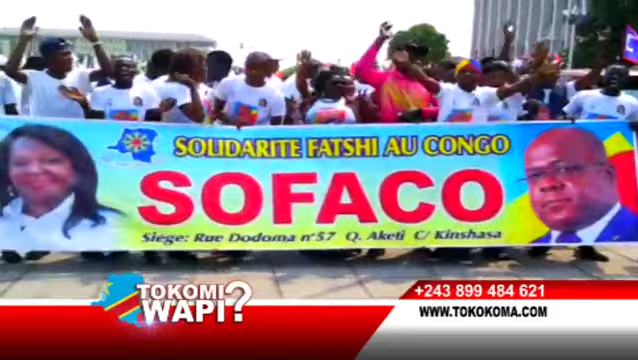 SOLIDARITE FATSHI AU CONGO
SOFACO
Siège: Rue Dodoma n°57 Q. Aketi C/ Kinshasa
TOKOMI
WAPI?
+243 899 484 621
WWW.TOKOKOMA.COM